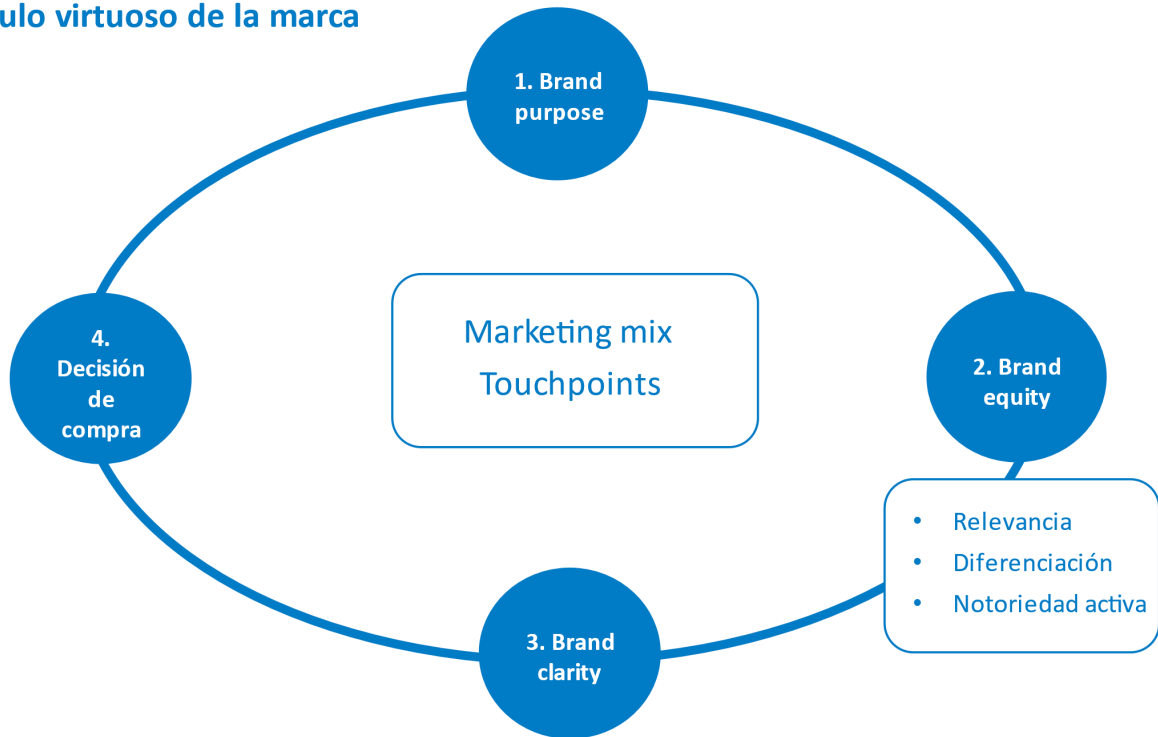 ulo virtuoso de la marca
1. Brand
purpose
Marketing mix
Touchpoints
4.
Decisión
de
compra
2. Brand
equity
• Relevancia
• Diferenciación
• Notoriedad activa
3. Brand
clarity